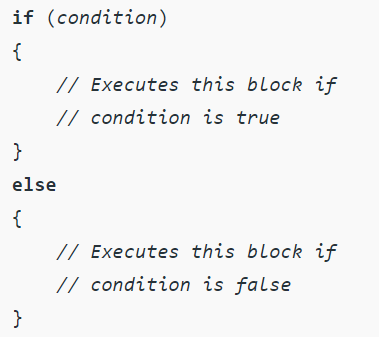 if (condition)
{
    // Executes this block if
    // condition is true
}
else
{
    // Executes this block if
    // condition is false
}